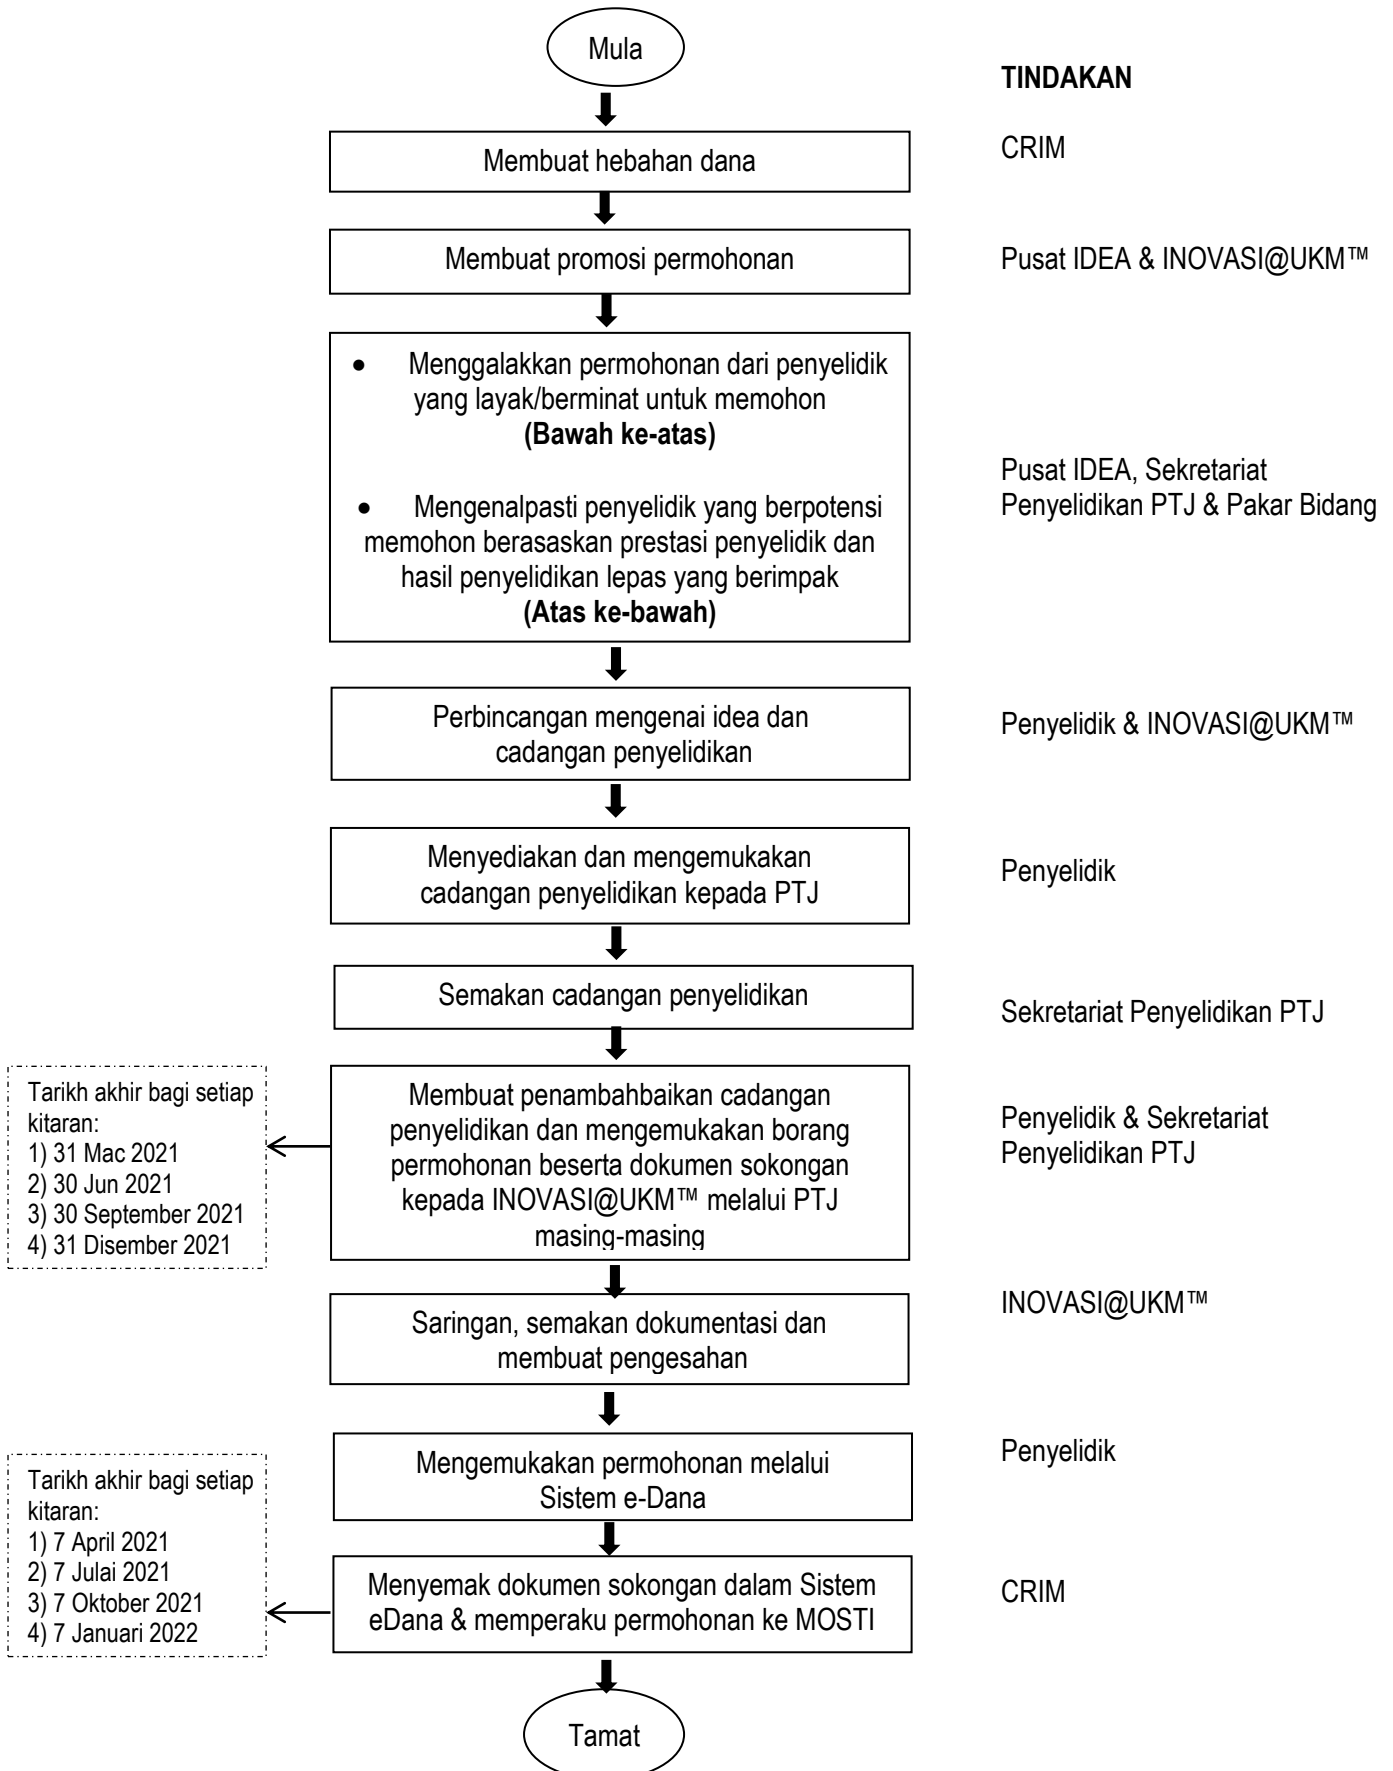 Mula
TINDAKAN
Membuat hebahan dana
CRIM
Membuat promosi permohonan
Pusat IDEA & INOVASI@UKM™
• Menggalakkan permohonan dari penyelidik
yang layak/berminat untuk memohon
(Bawah ke-atas)
• Mengenalpasti penyelidik yang berpotensi
memohon berasaskan prestasi penyelidik dan
hasil penyelidikan lepas yang berimpak
(Atas ke-bawah)
Pusat IDEA, Sekretariat
Penyelidikan PTJ & Pakar Bidang
Perbincangan mengenai idea dan
cadangan penyelidikan
Penyelidik & INOVASI@UKM™
Menyediakan dan mengemukakan
cadangan penyelidikan kepada PTJ
Penyelidik
Semakan cadangan penyelidikan
Sekretariat Penyelidikan PTJ
Tarikh akhir bagi setiap
kitaran:
1) 31 Mac 2021
2) 30 Jun 2021
3) 30 September 2021
4) 31 Disember 2021
Membuat penambahbaikan cadangan
penyelidikan dan mengemukakan borang
permohonan beserta dokumen sokongan
kepada INOVASI@UKM™ melalui PTJ
masing-masing
Penyelidik & Sekretariat
Penyelidikan PTJ
Saringan, semakan dokumentasi dan
membuat pengesahan
INOVASI@UKM™
Mengemukakan permohonan melalui
Sistem e-Dana
Penyelidik
Tarikh akhir bagi setiap
kitaran:
1) 7 April 2021
2) 7 Julai 2021
3) 7 Oktober 2021
4) 7 Januari 2022
Menyemak dokumen sokongan dalam Sistem
eDana & memperaku permohonan ke MOSTI
CRIM
Tamat